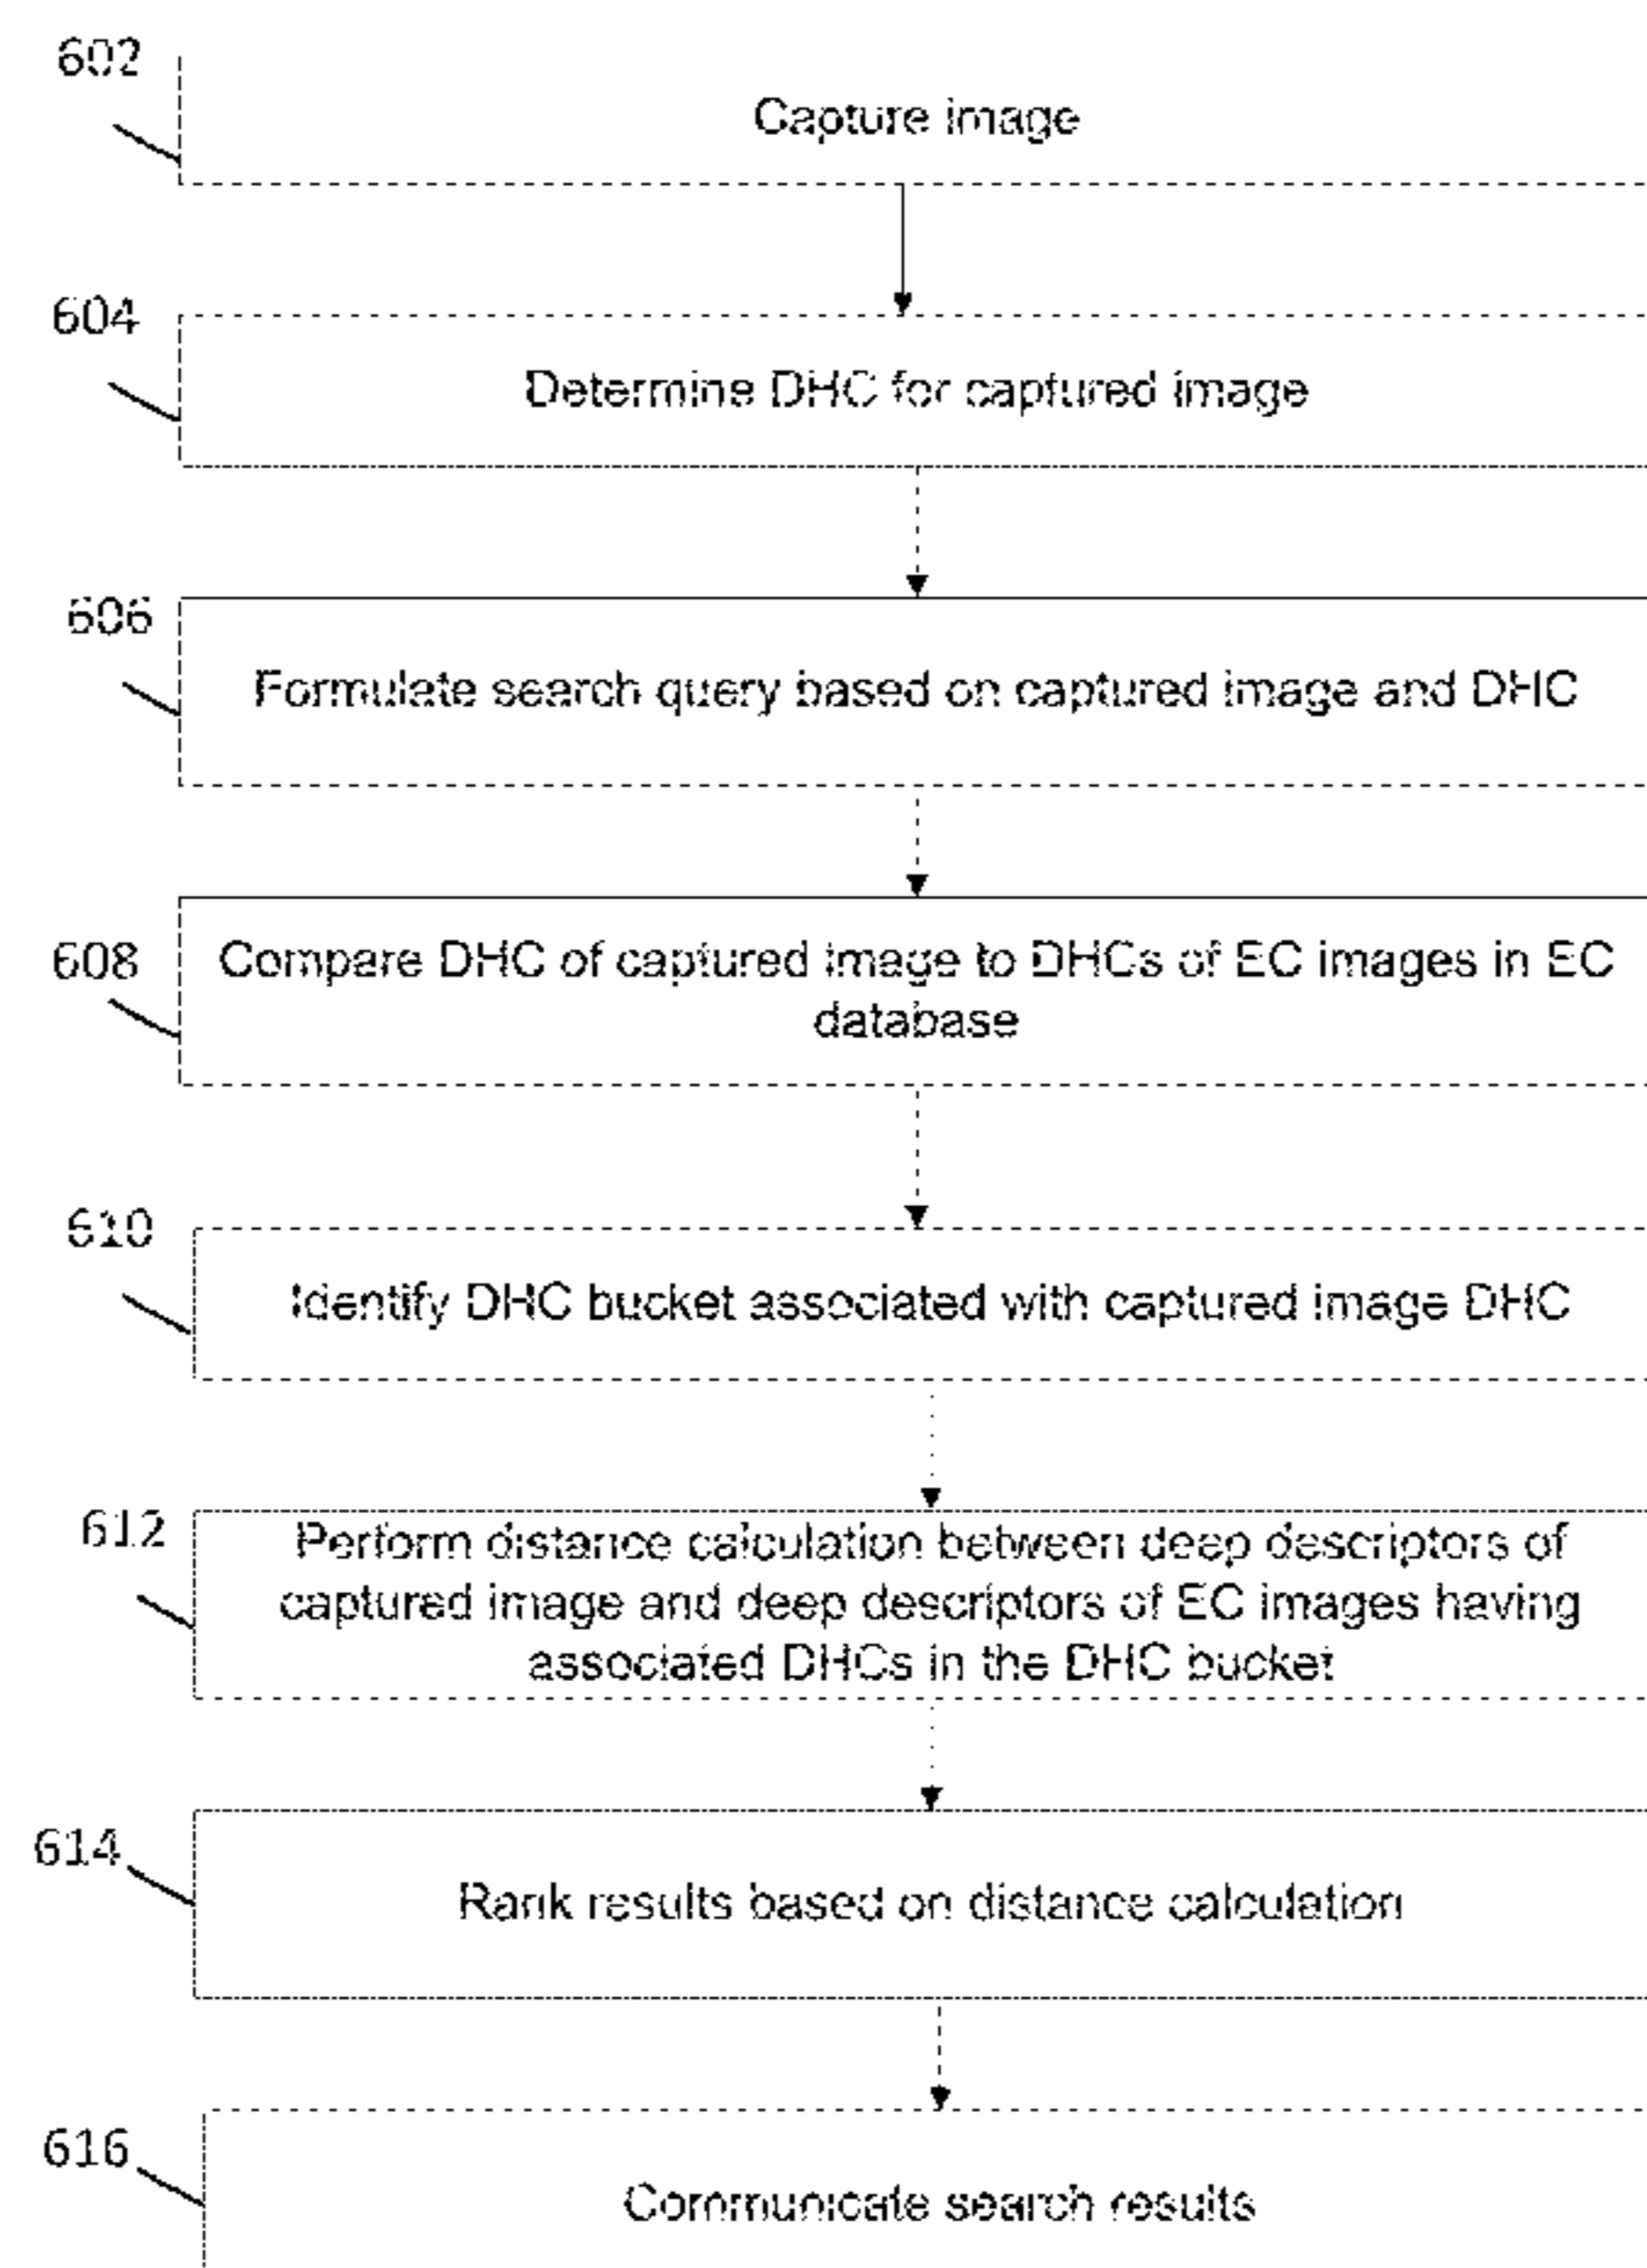 602
Capture image
604
Determine DHC for captured image
606
Formulate search query based on captured image and DHC
608
Compare DHC of captured image to DHCs of EC images in EC
database
610
Identify DHC bucket associated with captured image DHC
612
Perform distance calculation between deep descriptors of
captured image and deep descriptors of EC images having
associated DHCs in the DHC bucket
614
Rank results based on distance calculation
616
Communicate search results